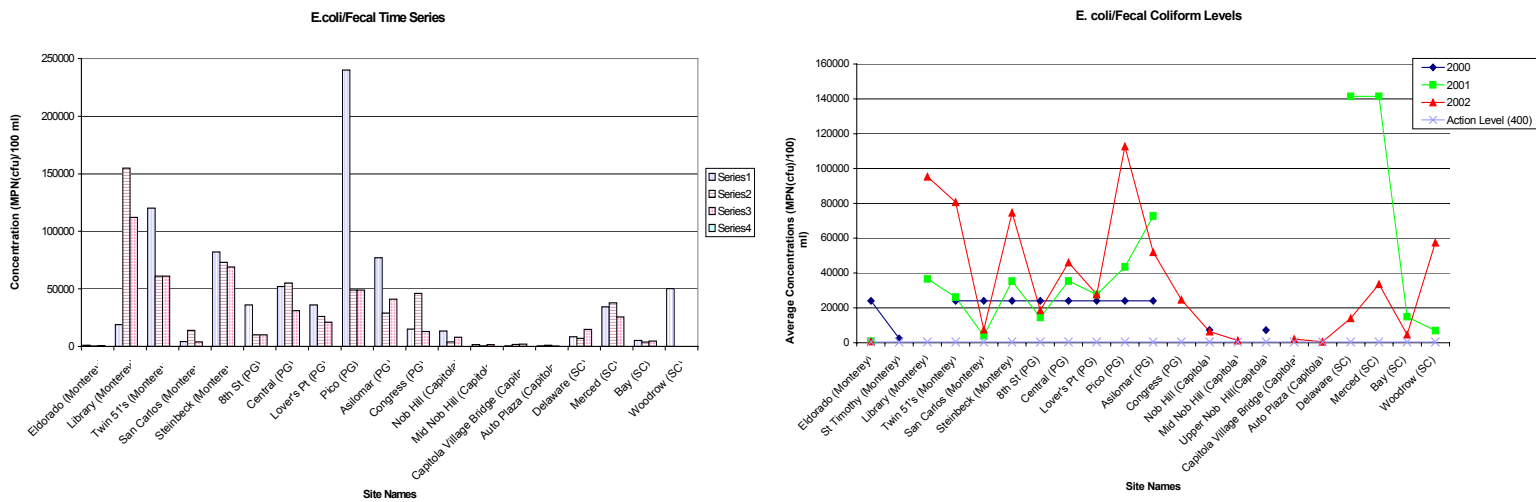 E.coli/Fecal Time Series
Concentration (MPN(cfu)/100 ml)
250000
200000
150000
100000
50000
0
Eldorado (Monterey
Library (Monterey
Twin 51's (Monterey
San Carlos (Monterey
Steinbeck (Monterey
8th St (PG)
Central (PG)
Lover's Pt (PG)
Pico (PG)
Asilomar (PG)
Congress (PG)
Nob Hill (Capitola)
Mid Nob Hill (Capitol
Capitola Village Bridge (Capit
Auto Plaza (Capitol
Delaware (SC)
Merced (SC)
Bay (SC)
Woodrow (SC)
Site Names
Series1
Series2
Series3
Series4
E. coli/Fecal Coliform Levels
Average Concentrations (MPN(cfu)/100)
ml)
160000
140000
120000
100000
80000
60000
40000
20000
0
Eldorado (Monterey)
St Timothy (Monterey)
Library (Monterey)
Twin 51's (Monterey)
San Carlos (Monterey)
Steinbeck (Monterey)
8th St (PG)
Central (PG)
Lover's Pt (PG)
Pico (PG)
Asilomar (PG)
Congress (PG)
Nob Hill (Capitola)
Mid Nob Hill (Capitola)
Upper Nob Hill(Capitola)
Capitola Village Bridge (Capitola)
Auto Plaza (Capitola)
Delaware (SC)
Merced (SC)
Bay (SC)
Woodrow (SC)
Site Names
2000
2001
2002
Action Level (400)